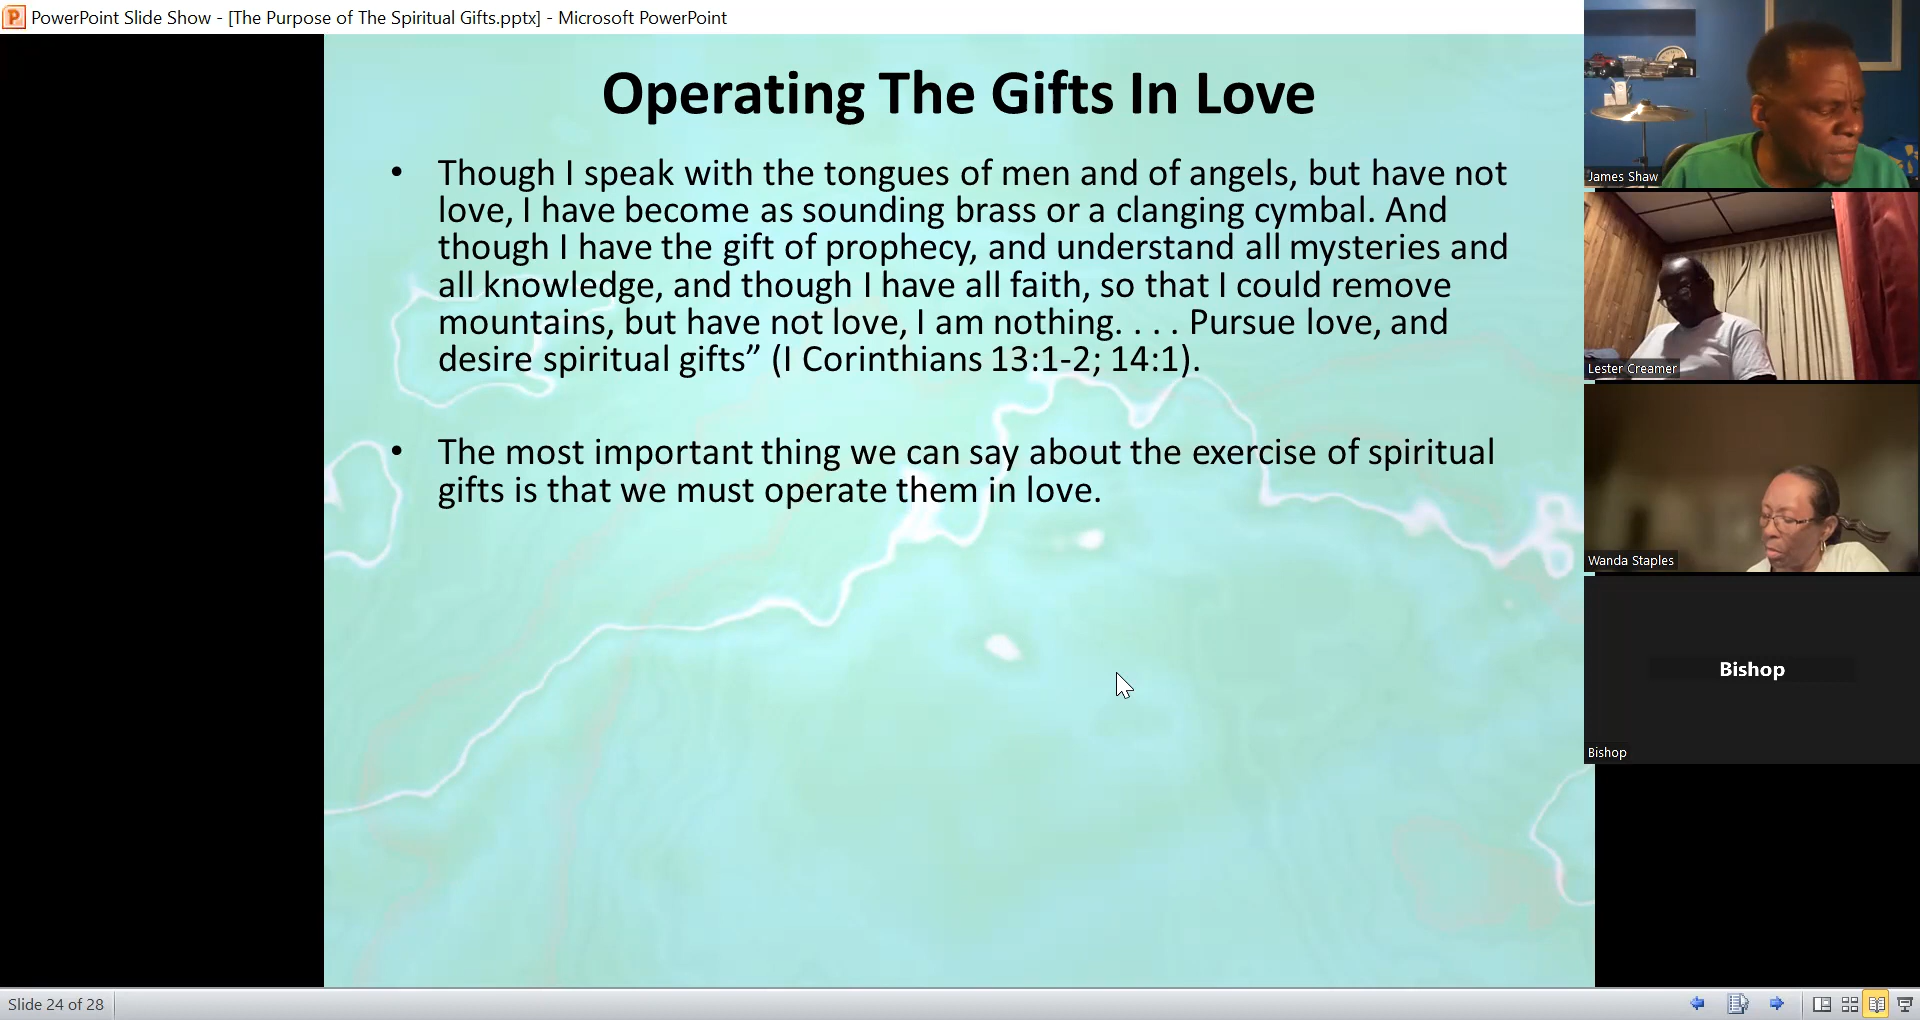 PowerPoint Slide Show - [The Purpose of The Spiritual Gifts.pptx] - Microsoft PowerPoint
Operating The Gifts In Love
• Though I speak with the tongues of men and of angels, but have not
love, I have become as sounding brass or a clanging cymbal. And
though I have the gift of prophecy, and understand all mysteries and
all knowledge, and though I have all faith, so that I could remove
mountains, but have not love, I am nothing. . . . Pursue love, and
desire spiritual gifts” (I Corinthians 13:1-2; 14:1).
• The most important thing we can say about the exercise of spiritual
gifts is that we must operate them in love.
James Shaw
Lester Creamer
Wanda Staples
Bishop
Bishop
Slide 24 of 28